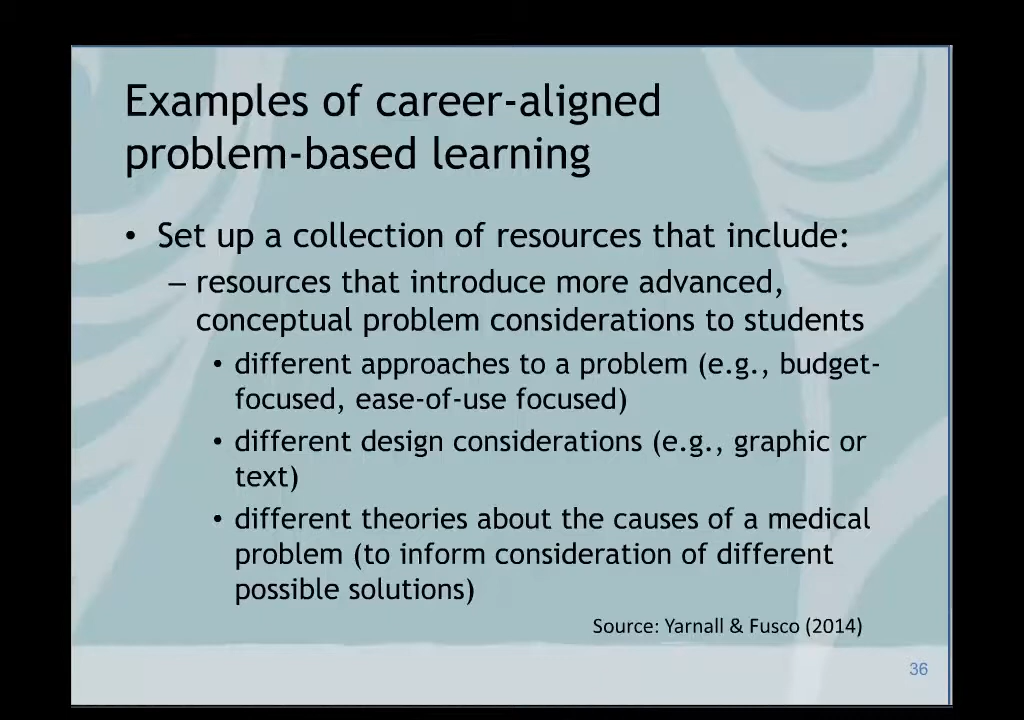 Examples of career-aligned
problem-based learning
• Set up a collection of resources that include:
– resources that introduce more advanced,
conceptual problem considerations to students
• different approaches to a problem (e.g., budget-
focused, ease-of-use focused)
• different design considerations (e.g., graphic or
text)
• different theories about the causes of a medical
problem (to inform consideration of different
possible solutions)
Source: Yarnall & Fusco (2014)
36